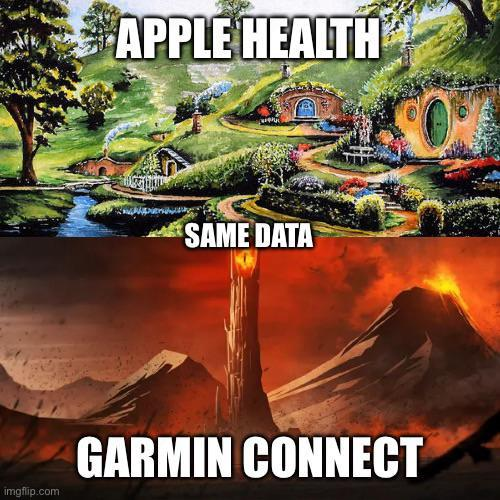 APPLE HEALTH
SAME DATA
GARMIN CONNECT
imgflip.com